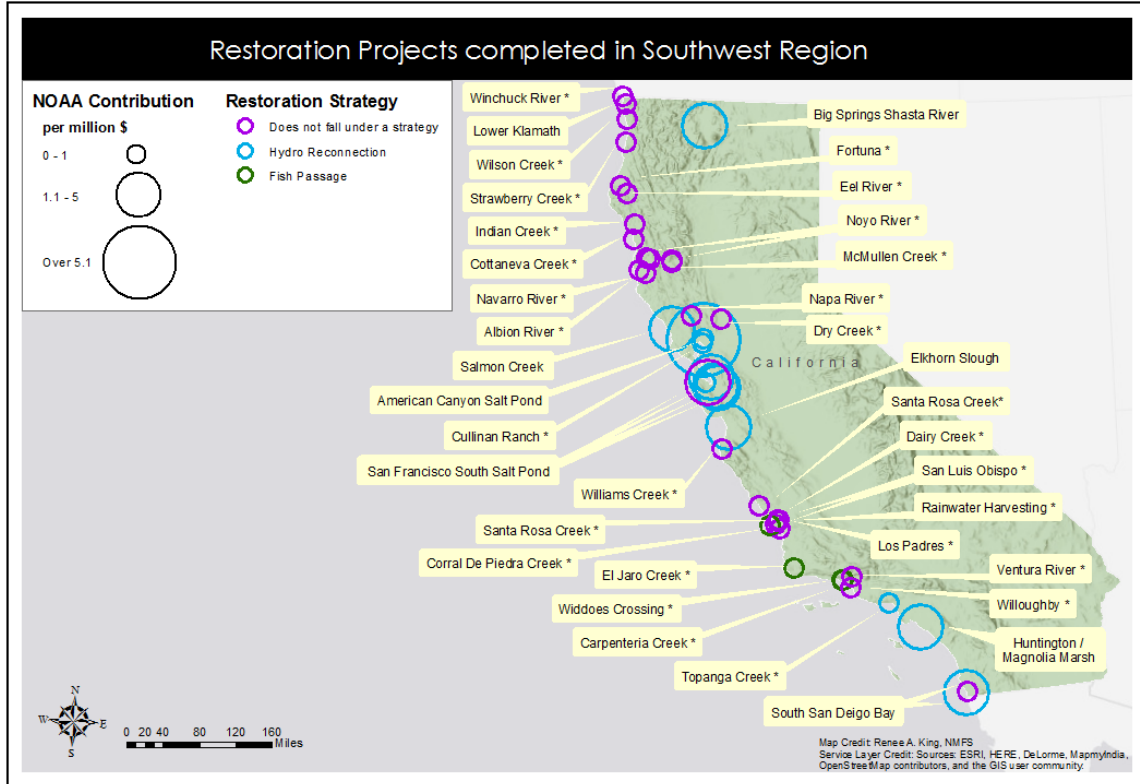 Restoration Projects completed in Southwest Region
NOAA Contribution
per million $
0 - 1
1.1 - 5
Over 5.1
Restoration Strategy
Does not fall under a strategy
Hydro Reconnection
Fish Passage
Winchuck River *
Lower Klamath
Wilson Creek *
Strawberry Creek *
Indian Creek *
Cottaneva Creek *
Navarro River *
Albion River *
Salmon Creek
American Canyon Salt Pond
Cullinan Ranch *
San Francisco South Salt Pond
Williams Creek *
Santa Rosa Creek *
Corral De Piedra Creek *
El Jaro Creek *
Widdoes Crossing *
Carpenteria Creek *
Topanga Creek *
South San Deigo Bay
Big Springs Shasta River
Fortuna *
Eel River *
Noyo River *
McMullen Creek *
Napa River *
Dry Creek *
California
Elkhorn Slough
Santa Rosa Creek*
Dairy Creek *
San Luis Obispo *
Rainwater Harvesting *
Los Padres *
Ventura River *
Willoughby *
Huntington /
Magnolia Marsh
N
W
E
S
0 20 40 80 120 160
Miles
Map Credit: Renee A. King, NMFS
Service Layer Credit: Sources: ESRI, HERE, DeLorme, MapmyIndia,
OpenStreetMap contributors, and the GIS user community.